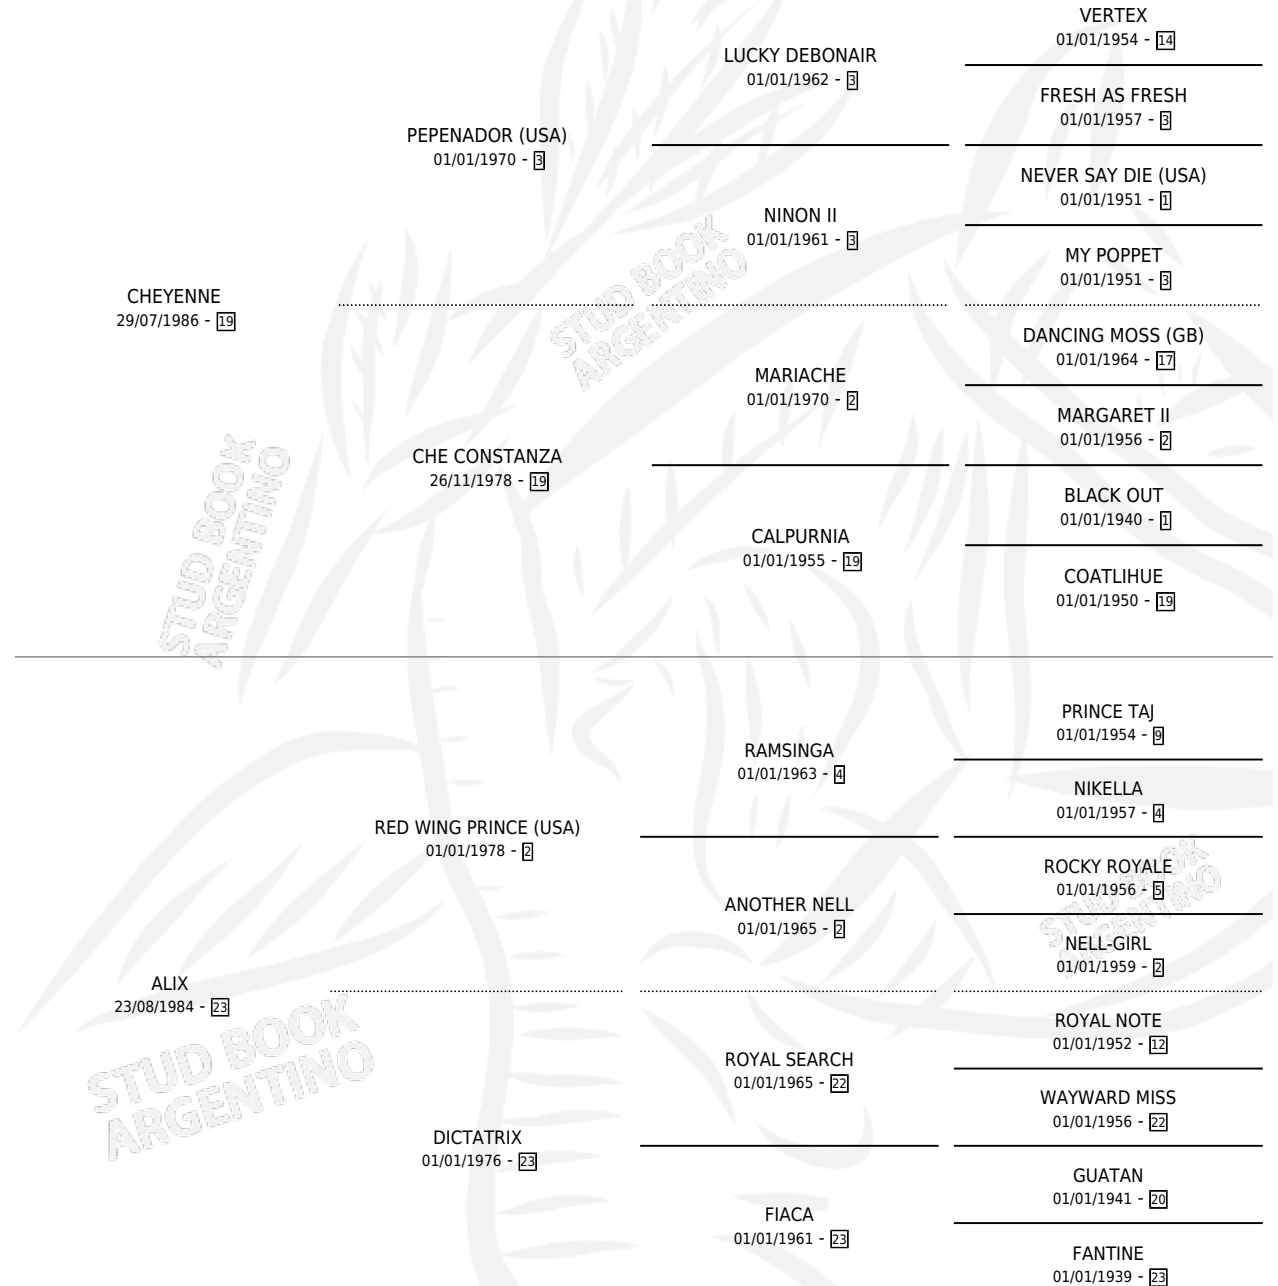 VERTEX
01/01/1954 - 14
LUCKY DEBONAIR
01/01/1962 - 3
FRESH AS FRESH
01/01/1957 - 3
PEPENADOR (USA)
01/01/1970 - 3
NEVER SAY DIE (USA)
01/01/1951 - 1
NINON II
01/01/1961 - 3
MY POPPET
01/01/1951 - 3
CHEYENNE
29/07/1986 - 19
DANCING MOSS (GB)
01/01/1964 - 17
MARIACHE
01/01/1970 - 2
MARGARET II
01/01/1956 - 2
CHE CONSTANZA
26/11/1978 - 19
BLACK OUT
01/01/1940 - 1
CALPURNIA
01/01/1955 - 19
COATLIHUE
01/01/1950 - 19
STUD BOOK
ARGENTINO
STUD BOOK
ARGENTINO
PRINCE TAJ
01/01/1954 - 9
RAMSINGA
01/01/1963 - 4
NIKELLA
01/01/1957 - 4
RED WING PRINCE (USA)
01/01/1978 - 2
ROCKY ROYALE
01/01/1956 - 5
ANOTHER NELL
01/01/1965 - 2
NELL-GIRL
01/01/1959 - 2
ALIX
23/08/1984 - 23
ROYAL NOTE
01/01/1952 - 12
ROYAL SEARCH
01/01/1965 - 22
WAYWARD MISS
01/01/1956 - 22
DICTATRIX
01/01/1976 - 23
GUATAN
01/01/1941 - 20
FIACA
01/01/1961 - 23
FANTINE
01/01/1939 - 23
STUD BOOK
ARGENTINO
STUD BOOK
ARGENTINO